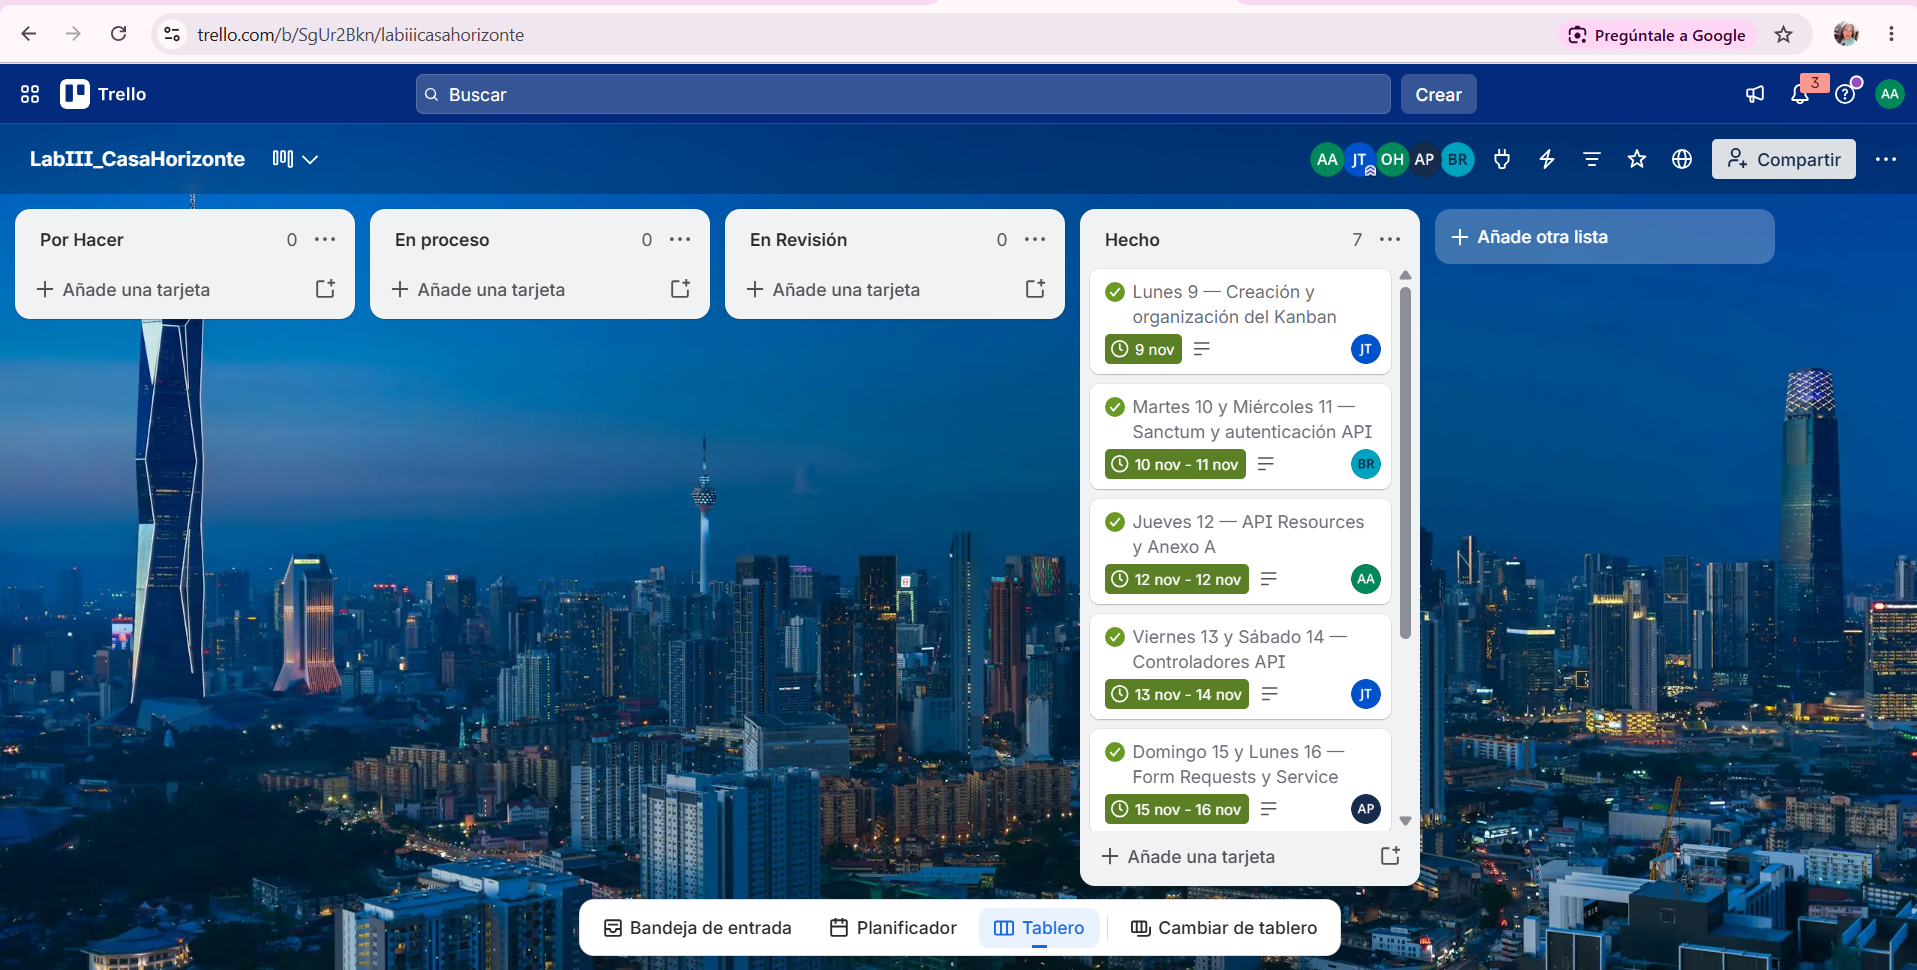 trello.com/b/SgUr2Bkn/labiiicasahorizonte
Pregúntale a Google
Trello
Buscar
Crear
3
AA
LabIII_CasaHorizonte
AA
JT
OH
AP
BR
Compartir
Por Hacer
0
Añade una tarjeta
En proceso
0
Añade una tarjeta
En Revisión
0
Añade una tarjeta
Hecho
7
Lunes 9 — Creación y
organización del Kanban
9 nov
JT
Martes 10 y Miércoles 11 —
Sanctum y autenticación API
10 nov - 11 nov
BR
Jueves 12 — API Resources
y Anexo A
12 nov - 12 nov
AA
Viernes 13 y Sábado 14 —
Controladores API
13 nov - 14 nov
JT
Domingo 15 y Lunes 16 —
Form Requests y Service
15 nov - 16 nov
AP
Añade una tarjeta
Añade otra lista
Bandeja de entrada
Planificador
Tablero
Cambiar de tablero